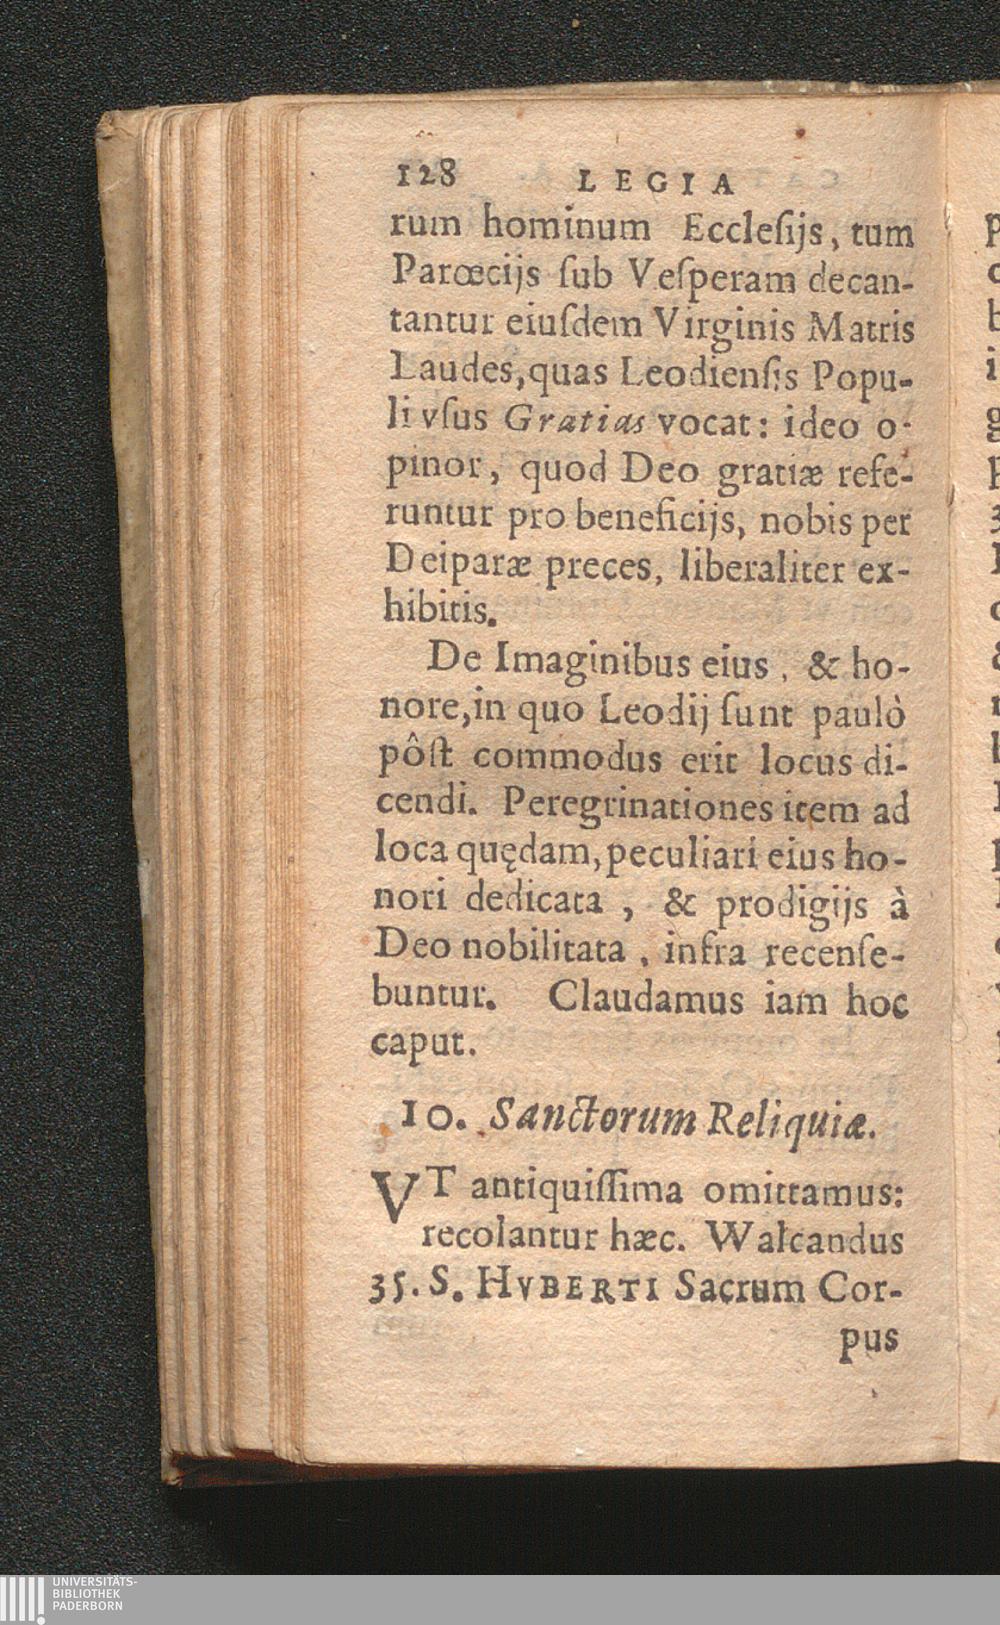 128 LEGIA
rum hominum Eccleſijs, tum
Parœcijs ſub Veſperam decan-
tantur eiuſdem Virginis Matris
Laudes, quas Leodienſis Popu-
li vſus Gratias vocat: ideo o-
pinor, quod Deo gratiæ refe-
runtur pro beneficijs, nobis per
Deiparæ preces, liberaliter ex-
hibitis.
De Imaginibus eius, & ho-
nore, in quo Leodij ſunt paulò
pôſt commodus erit locus di-
cendi. Peregrinationes item ad
loca quędam, peculiari eius ho-
nori dedicata, & prodigijs à
Deo nobilitata, infra recenſe-
buntur. Claudamus iam hoc
caput.
10. Sanctorum Reliquiæ.
VT antiquiſſima omittamus:
recolantur hæc. Walcandus
35. S. HVBERTI Sacrum Cor-
pus
UNIVERSITÄTS-
BIBLIOTHEK
PADERBORN